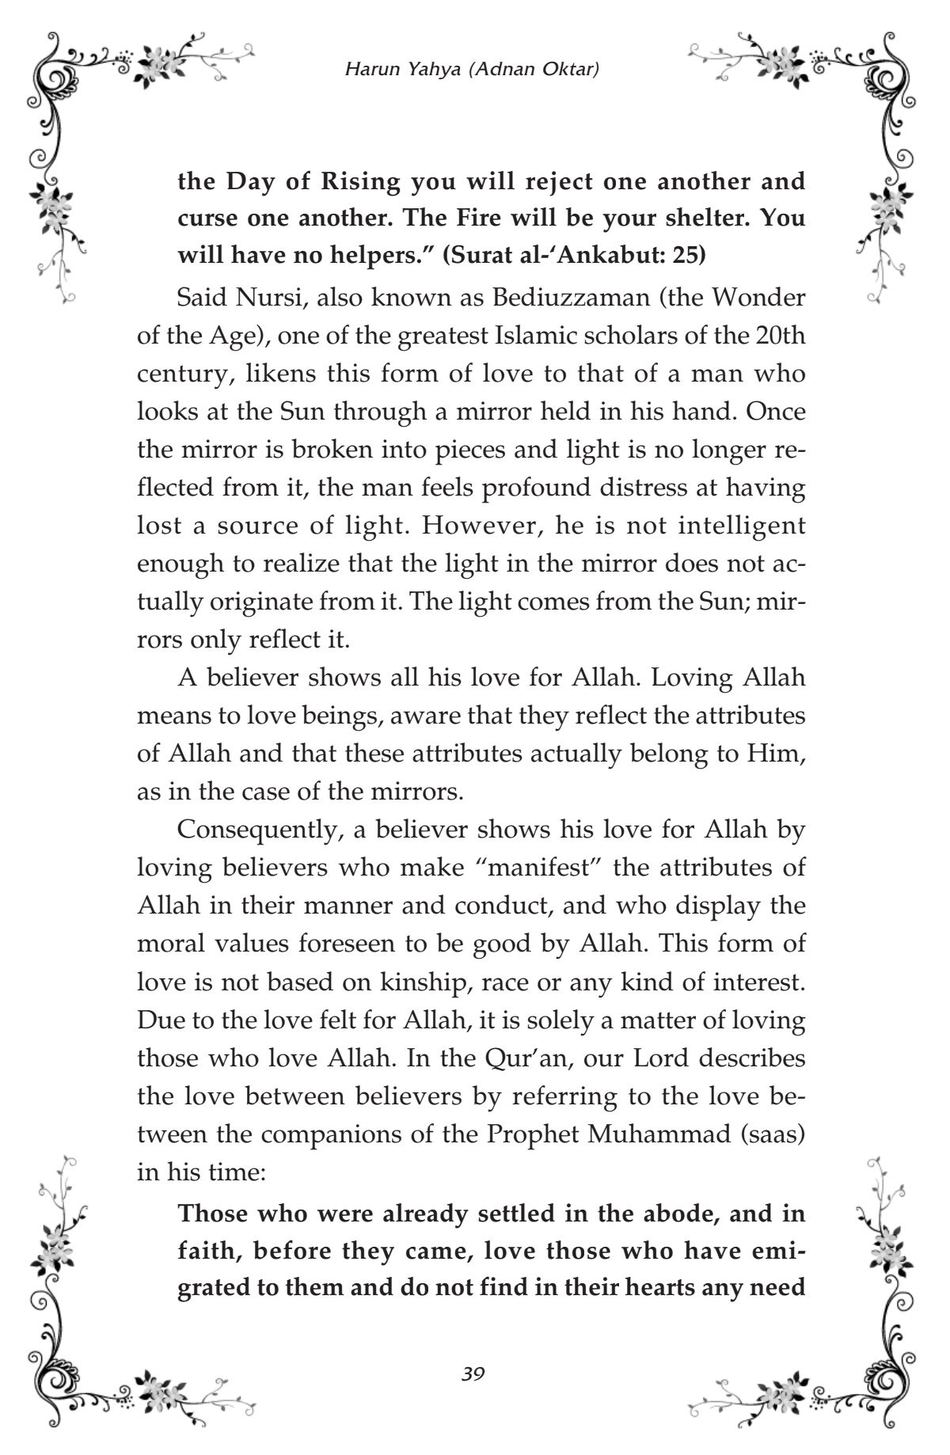 Harun Yahya (Adnan Oktar)
the Day of Rising you will reject one another and
curse one another. The Fire will be your shelter. You
will have no helpers.” (Surat al-‘Ankabut: 25)
Said Nursi, also known as Bediuzzaman (the Wonder
of the Age), one of the greatest Islamic scholars of the 20th
century, likens this form of love to that of a man who
looks at the Sun through a mirror held in his hand. Once
the mirror is broken into pieces and light is no longer re-
flected from it, the man feels profound distress at having
lost a source of light. However, he is not intelligent
enough to realize that the light in the mirror does not ac-
tually originate from it. The light comes from the Sun; mir-
rors only reflect it.
A believer shows all his love for Allah. Loving Allah
means to love beings, aware that they reflect the attributes
of Allah and that these attributes actually belong to Him,
as in the case of the mirrors.
Consequently, a believer shows his love for Allah by
loving believers who make “manifest” the attributes of
Allah in their manner and conduct, and who display the
moral values foreseen to be good by Allah. This form of
love is not based on kinship, race or any kind of interest.
Due to the love felt for Allah, it is solely a matter of loving
those who love Allah. In the Qur’an, our Lord describes
the love between believers by referring to the love be-
tween the companions of the Prophet Muhammad (saas)
in his time:
Those who were already settled in the abode, and in
faith, before they came, love those who have emi-
grated to them and do not find in their hearts any need
39